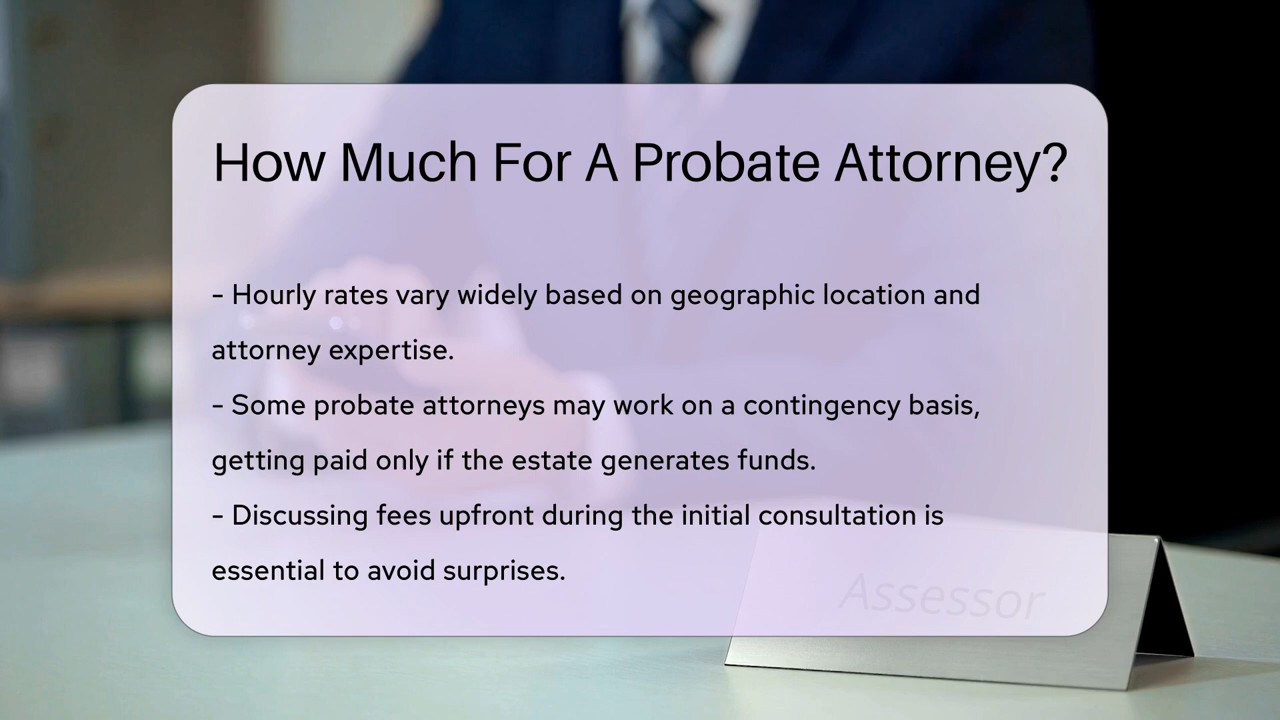 How Much For A Probate Attorney?
- Hourly rates vary widely based on geographic location and
attorney expertise.
- Some probate attorneys may work on a contingency basis,
getting paid only if the estate generates funds.
- Discussing fees upfront during the initial consultation is
essential to avoid surprises.
Assessor